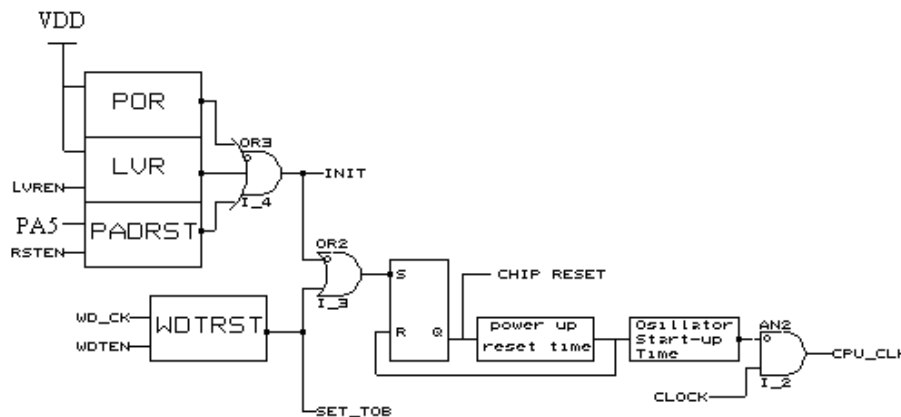 VDD
POR
OR3
LVR
INIT
LVREN
I_4
PA5
PADRST
RSTEN
OR2
S
CHIP RESET
I_3
WD_CK
WDTRST
R
Q
power up
reset time
Osillator
Start-up
Time
AN2
CPU_CLK
WDTEN
I_2
CLOCK
SET_TOB